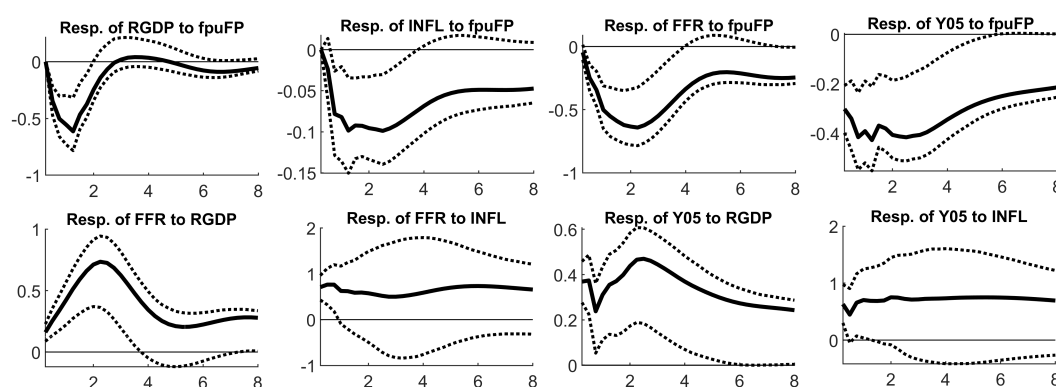 Resp. of RGDP to fpuFP
Resp. of INFL to fpuFP
Resp. of FFR to fpuFP
Resp. of Y05 to fpuFP
0
-0.5
-1
2 4 6 8
0
-0.05
-0.1
-0.15
2 4 6 8
0
-0.5
-1
2 4 6 8
0
-0.2
-0.4
2 4 6 8
Resp. of FFR to RGDP
Resp. of FFR to INFL
Resp. of Y05 to RGDP
Resp. of Y05 to INFL
1
0.5
0
2 4 6 8
2
1
0
-1
2 4 6 8
0.6
0.4
0.2
0
2 4 6 8
2
1
0
2 4 6 8